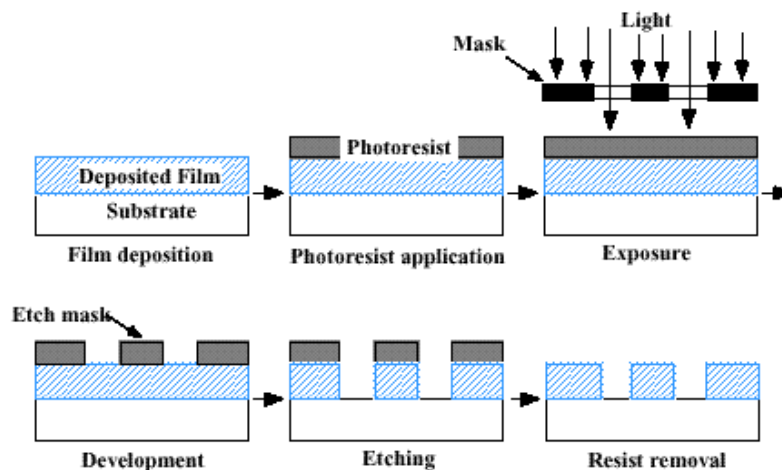 Light
Mask
Photoresist
Deposited Film
Substrate
Film deposition
Photoresist application
Exposure
Etch mask
Development
Etching
Resist removal